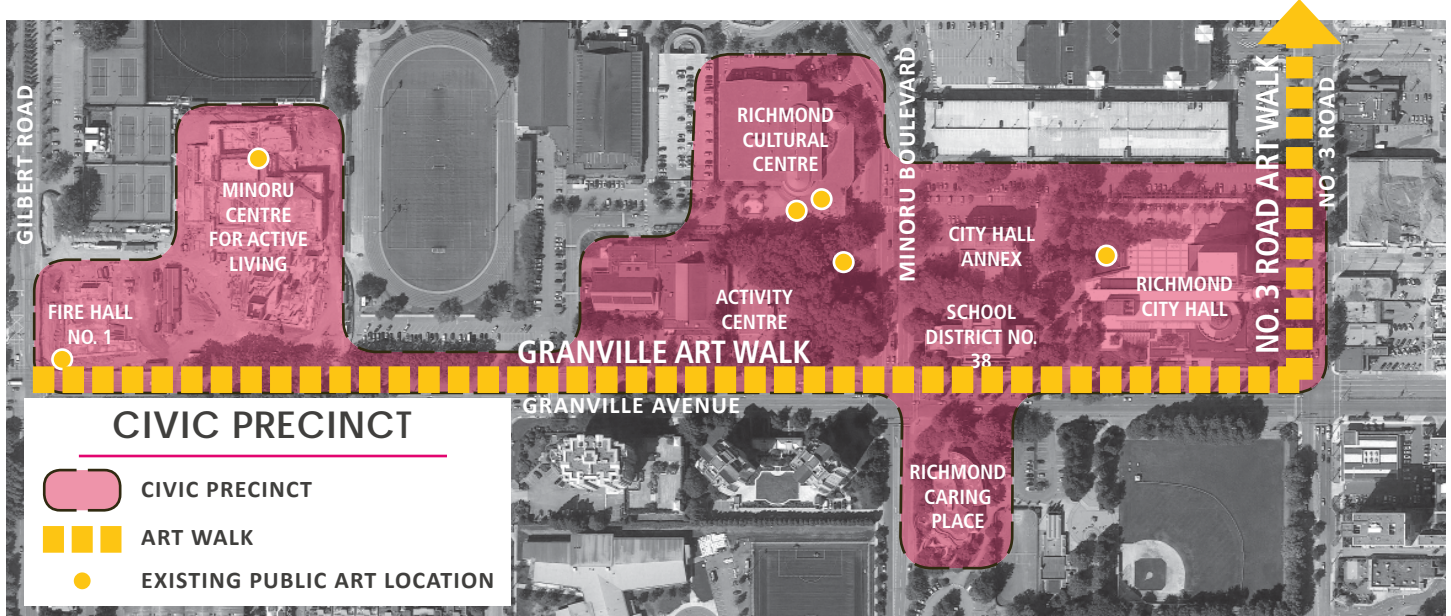 GILBERT ROAD
MINORU
CENTRE
FOR ACTIVE
LIVING
FIRE HALL
NO. 1
RICHMOND
CULTURAL
CENTRE
ACTIVITY
CENTRE
MINORU BOULEVARD
CITY HALL
ANNEX
SCHOOL
DISTRICT NO.
38
RICHMOND
CITY HALL
NO. 3 ROAD ART WALK
NO. 3 ROAD
GRANVILLE ART WALK
GRANVILLE AVENUE
RICHMOND
CARING
PLACE
CIVIC PRECINCT
CIVIC PRECINCT
ART WALK
EXISTING PUBLIC ART LOCATION